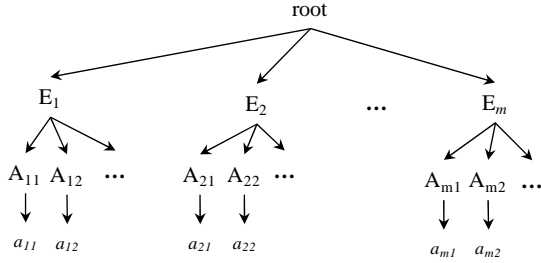 root
E₁ E₂ ... Eₘ
A₁₁ A₁₂ ... A₂₁ A₂₂ ... Aₘ₁ Aₘ₂ ...
a₁₁ a₁₂ a₂₁ a₂₂ aₘ₁ aₘ₂